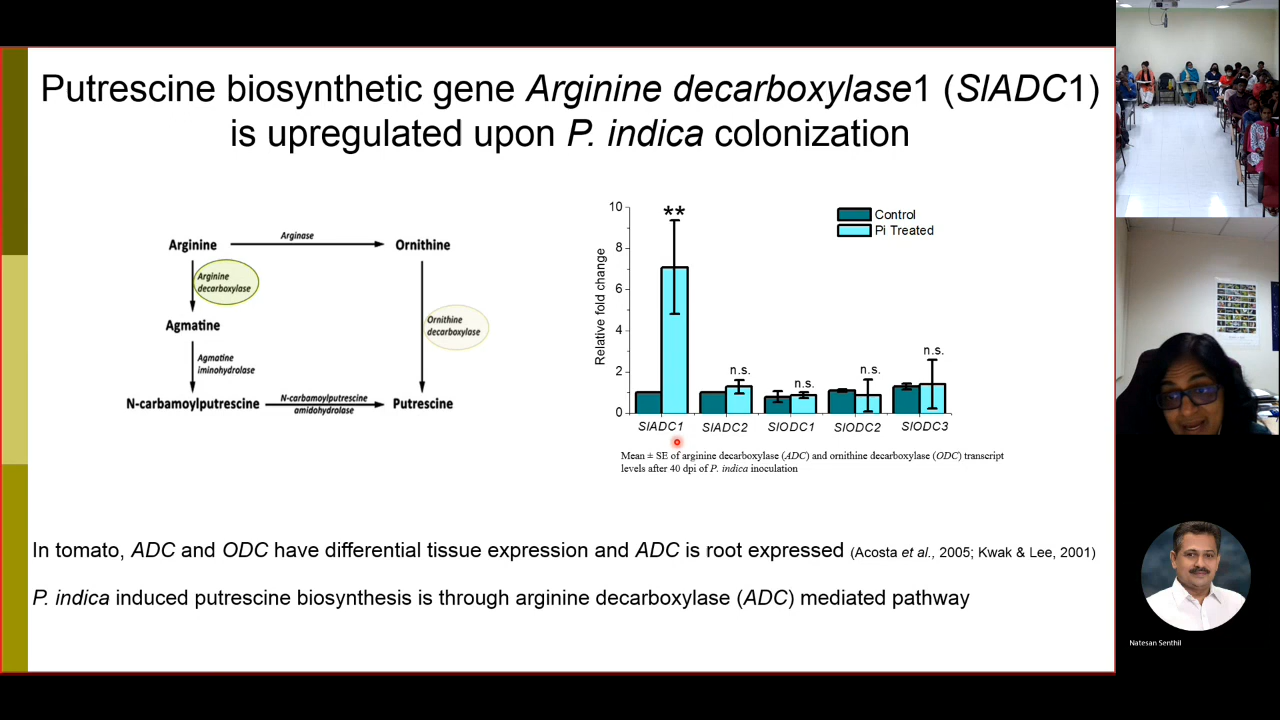 Putrescine biosynthetic gene Arginine decarboxylase1 (SlADC1)
is upregulated upon P. indica colonization
Arginine
Arginase
Ornithine
Arginine
decarboxylase
Ornithine
decarboxylase
Agmatine
Agmatine
iminohydrolase
N-carbamoylputrescine
N-carbamoylputrescine
amidohydrolase
Putrescine
Relative fold change
10
8
6
4
2
0
**
n.s.
n.s.
n.s.
n.s.
Control
Pi Treated
SlADC1
SlADC2
SlODC1
SlODC2
SlODC3
Mean ± SE of arginine decarboxylase (ADC) and ornithine decarboxylase (ODC) transcript
levels after 40 dpi of P. indica inoculation
In tomato, ADC and ODC have differential tissue expression and ADC is root expressed (Acosta et al., 2005; Kwak & Lee, 2001)
P. indica induced putrescine biosynthesis is through arginine decarboxylase (ADC) mediated pathway
Natesan Senthil